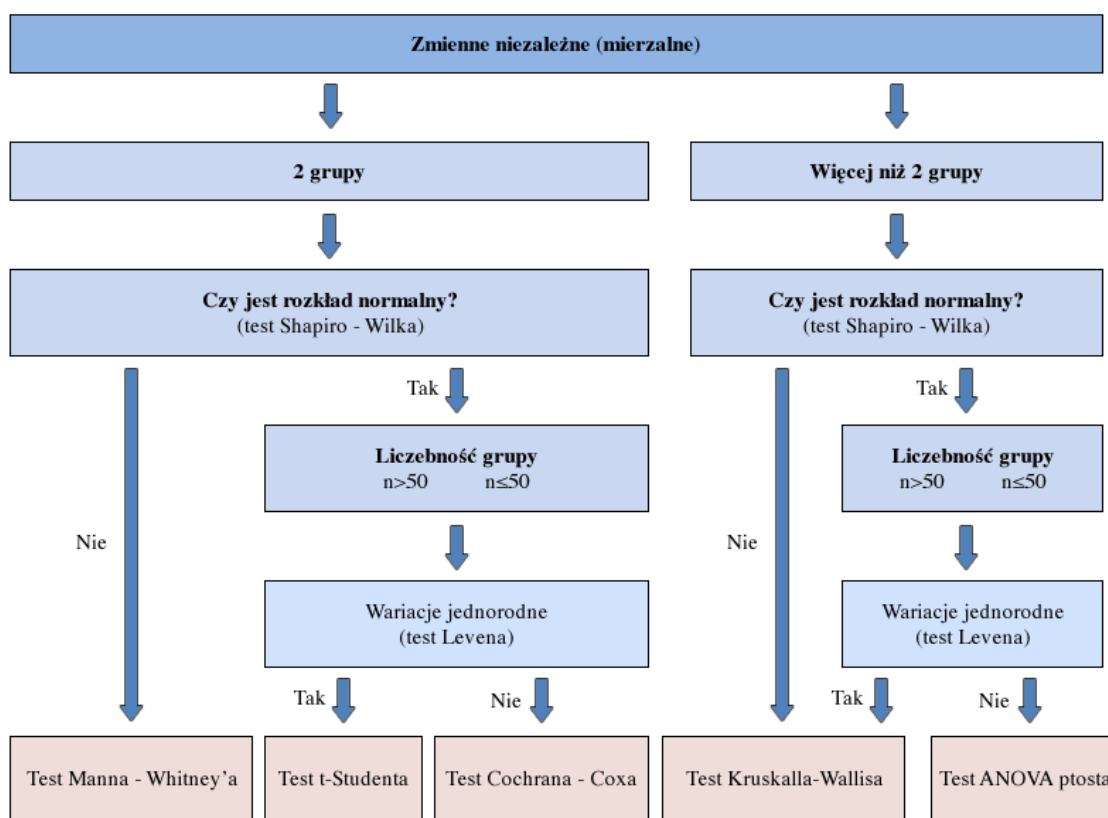 Zmienne niezależne (mierzalne)
2 grupy
Więcej niż 2 grupy
Czy jest rozkład normalny?
(test Shapiro - Wilka)
Czy jest rozkład normalny?
(test Shapiro - Wilka)
Tak
Tak
Liczebność grupy
n>50 n≤50
Liczebność grupy
n>50 n≤50
Nie
Nie
Wariacje jednorodne
(test Levena)
Wariacje jednorodne
(test Levena)
Tak
Nie
Tak
Nie
Test Manna - Whitney'a
Test t-Studenta
Test Cochrana - Coxa
Test Kruskalla-Wallisa
Test ANOVA ptosta